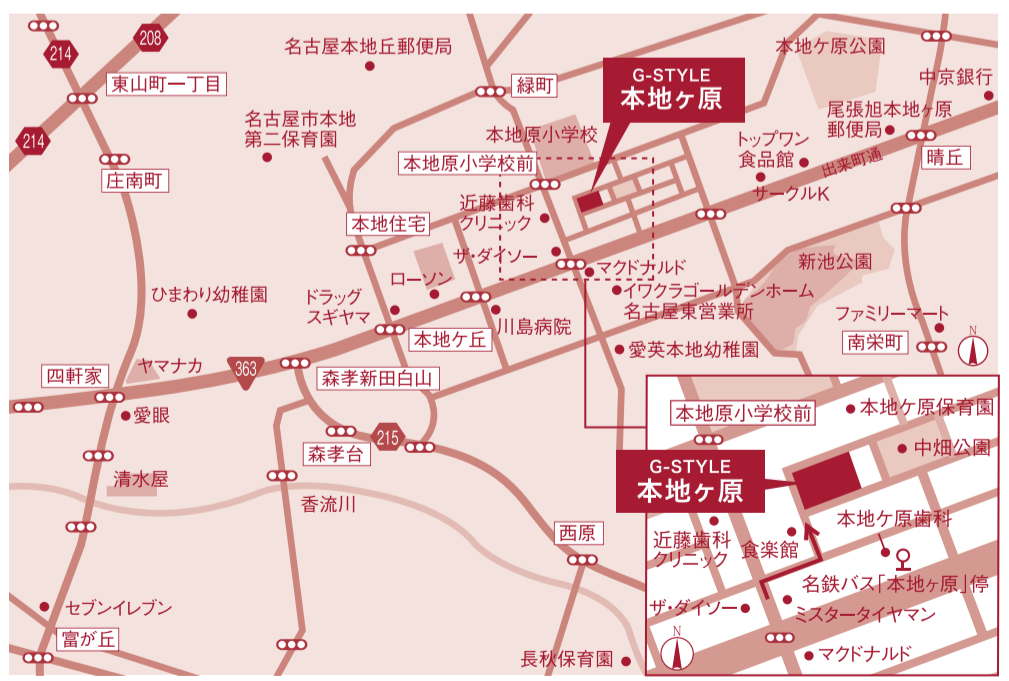 208
214
東山町一丁目
214
名古屋本地丘郵便局
緑町
G-STYLE
本地ヶ原
本地ケ原公園
中京銀行
尾張旭本地ヶ原
郵便局
名古屋市本地
第二保育園
本地原小学校
トップワン
食品館
出来町通
晴丘
庄南町
本地原小学校前
サークルK
本地住宅
近藤歯科
クリニック
ザ・ダイソー
マクドナルド
新池公園
ローソン
イワクラゴールデンホーム
名古屋東営業所
ひまわり幼稚園
ドラッグ
スギヤマ
川島病院
ファミリーマート
本地ケ丘
愛英本地幼稚園
南栄町
N
四軒家
ヤマナカ
363
森孝新田白山
愛眼
215
森孝台
清水屋
香流川
西原
セブンイレブン
富が丘
長秋保育園
本地原小学校前
本地ケ原保育園
中畑公園
G-STYLE
本地ヶ原
本地ケ原歯科
近藤歯科
クリニック
食楽館
名鉄バス「本地ヶ原」停
ザ・ダイソー
ミスタータイヤマン
N
マクドナルド